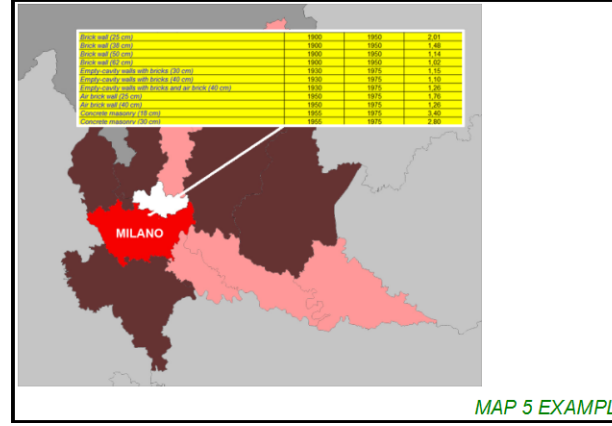 Brick wall (25 cm) 1900 1950 2,01
Brick wall (38 cm) 1900 1950 1,48
Brick wall (50 cm) 1900 1950 1,14
Brick wall (62 cm) 1900 1950 1,02
Empty-cavity walls with bricks (30 cm) 1930 1975 1,15
Empty-cavity walls with bricks (40 cm) 1930 1975 1,10
Empty-cavity walls with bricks and air brick (40 cm) 1930 1975 1,26
Air brick wall (25 cm) 1950 1975 1,76
Air brick wall (40 cm) 1950 1975 1,26
Concrete masonry (18 cm) 1955 1975 3,40
Concrete masonry (30 cm) 1955 1975 2,80
MILANO
MAP 5 EXAMPL